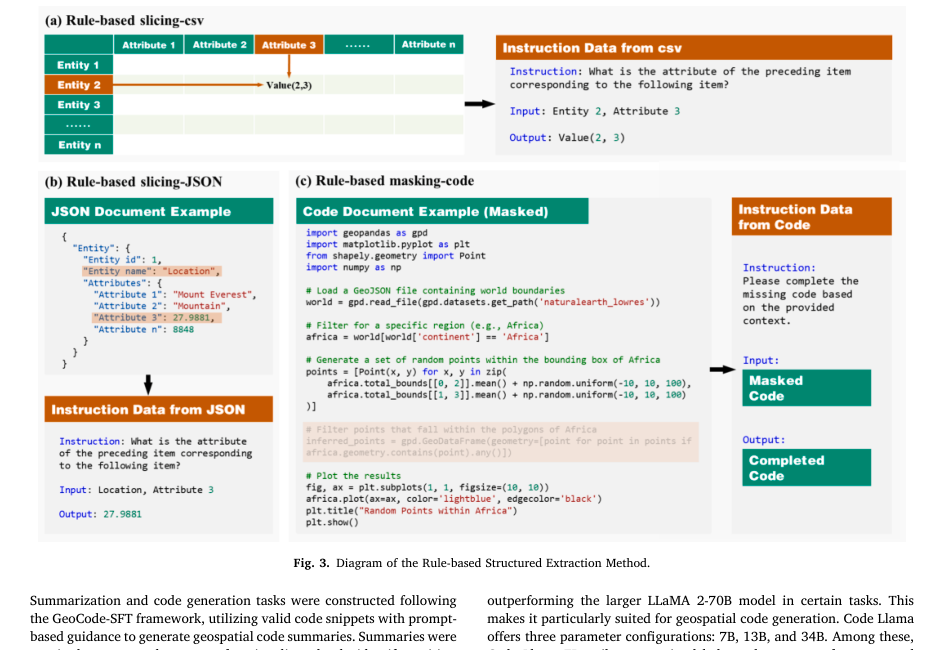 (a) Rule-based slicing-csv
Attribute 1 Attribute 2 Attribute 3 ...... Attribute n
Entity 1
Entity 2 Value(2,3)
Entity 3
......
Entity n
Instruction Data from csv
Instruction: What is the attribute of the preceding item
corresponding to the following item?
Input: Entity 2, Attribute 3
Output: Value(2, 3)
(b) Rule-based slicing-JSON
JSON Document Example
{
"Entity": {
"Entity id": 1,
"Entity name": "Location",
"Attributes": {
"Attribute 1": "Mount Everest",
"Attribute 2": "Mountain",
"Attribute 3": 27.9881,
"Attribute n": 8848
}
}
}
Instruction Data from JSON
Instruction: What is the attribute
of the preceding item corresponding
to the following item?
Input: Location, Attribute 3
Output: 27.9881
(c) Rule-based masking-code
Code Document Example (Masked)
import geopandas as gpd
import matplotlib.pyplot as plt
from shapely.geometry import Point
import numpy as np
# Load a GeoJSON file containing world boundaries
world = gpd.read_file(gpd.datasets.get_path('naturalearth_lowres'))
# Filter for a specific region (e.g., Africa)
africa = world[world['continent'] == 'Africa']
# Generate a set of random points within the bounding box of Africa
points = [Point(x, y) for x, y in zip(
africa.total_bounds[[0, 2]].mean() + np.random.uniform(-10, 10, 100),
africa.total_bounds[[1, 3]].mean() + np.random.uniform(-10, 10, 100)
)]
# Filter points that fall within the polygons of Africa
inferred_points = gpd.GeoDataFrame(geometry=[point for point in points if
africa.geometry.contains(point).any()])
# Plot the results
fig, ax = plt.subplots(1, 1, figsize=(10, 10))
africa.plot(ax=ax, color='lightblue', edgecolor='black')
plt.title("Random Points within Africa")
plt.show()
Instruction Data
from Code
Instruction:
Please complete the
missing code based
on the provided
context.
Input:
Masked
Code
Output:
Completed
Code
Fig. 3. Diagram of the Rule-based Structured Extraction Method.
Summarization and code generation tasks were constructed following
the GeoCode-SFT framework, utilizing valid code snippets with prompt-
based guidance to generate geospatial code summaries. Summaries were
outperforming the larger LLaMA 2-70B model in certain tasks. This
makes it particularly suited for geospatial code generation. Code Llama
offers three parameter configurations: 7B, 13B, and 34B. Among these,